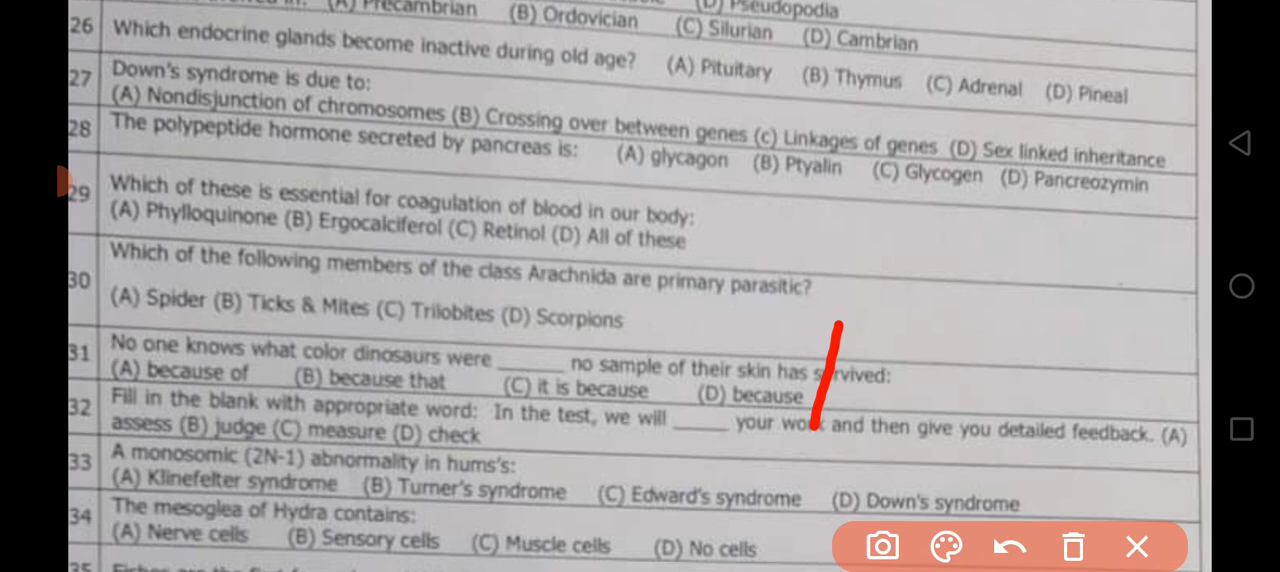 (A) Precambrian (B) Ordovician (C) Silurian (D) Cambrian
(D) Pseudopodia
26 Which endocrine glands become inactive during old age? (A) Pituitary (B) Thymus (C) Adrenal (D) Pineal
27 Down's syndrome is due to:
(A) Nondisjunction of chromosomes (B) Crossing over between genes (c) Linkages of genes (D) Sex linked inheritance
28 The polypeptide hormone secreted by pancreas is: (A) glycagon (B) Ptyalin (C) Glycogen (D) Pancreozymin
29 Which of these is essential for coagulation of blood in our body:
(A) Phylloquinone (B) Ergocalciferol (C) Retinol (D) All of these
30 Which of the following members of the class Arachnida are primary parasitic?
(A) Spider (B) Ticks & Mites (C) Trilobites (D) Scorpions
31 No one knows what color dinosaurs were ______ no sample of their skin has survived:
(A) because of (B) because that (C) it is because (D) because
32 Fill in the blank with appropriate word: In the test, we will _____ your work and then give you detailed feedback. (A)
assess (B) judge (C) measure (D) check
33 A monosomic (2N-1) abnormality in hums's:
(A) Klinefelter syndrome (B) Turner's syndrome (C) Edward's syndrome (D) Down's syndrome
34 The mesoglea of Hydra contains:
(A) Nerve cells (B) Sensory cells (C) Muscle cells (D) No cells
35